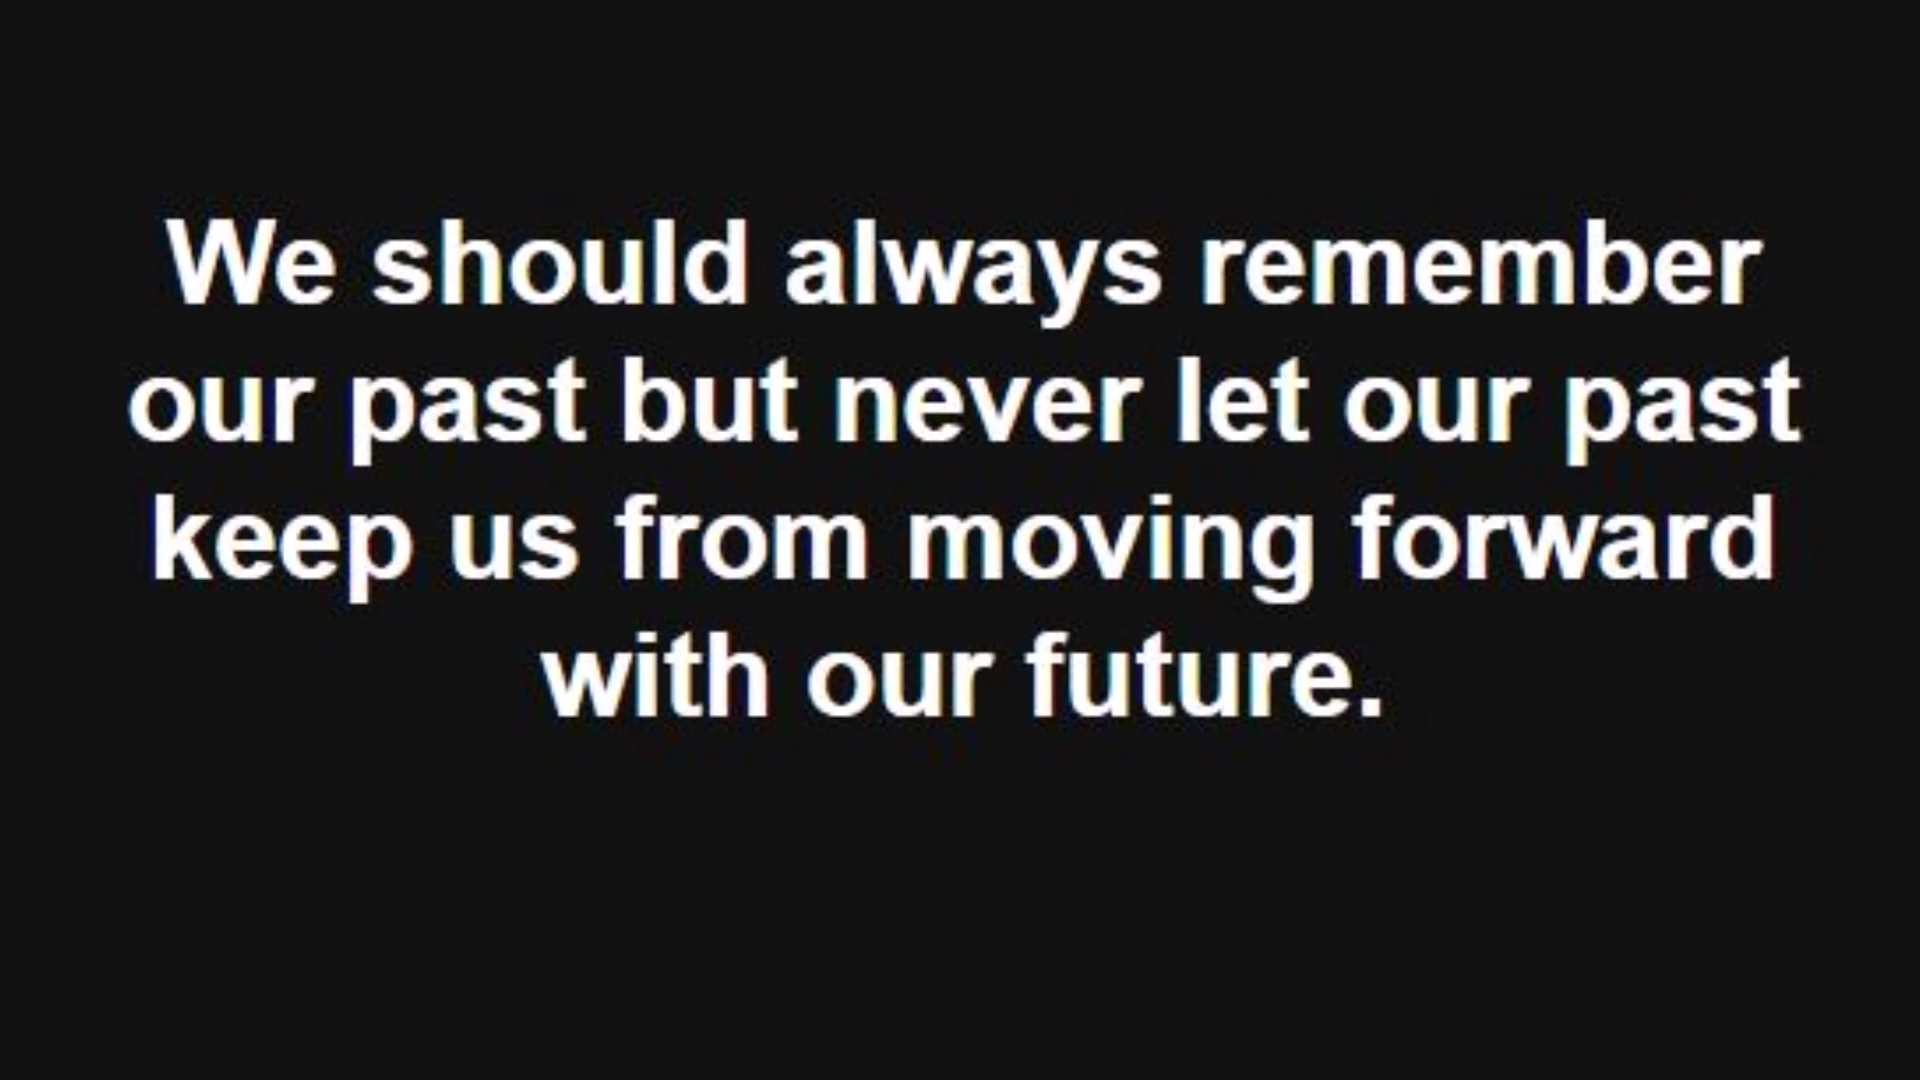 We should always remember
our past but never let our past
keep us from moving forward
with our future.